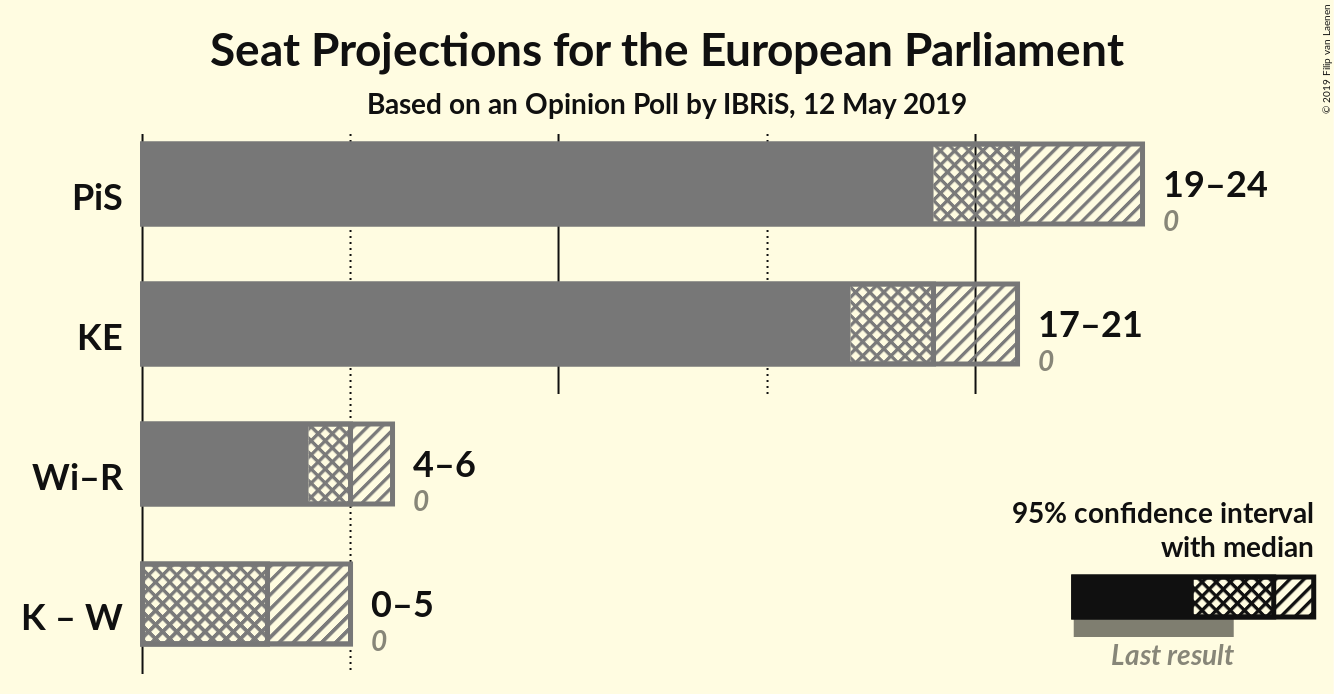 Seat Projections for the European Parliament
Based on an Opinion Poll by IBRiS, 12 May 2019
© 2019 Filip van Laenen
PiS
19–24
0
KE
17–21
0
Wi–R
4–6
0
K – W
0–5
0
95% confidence interval
with median
Last result